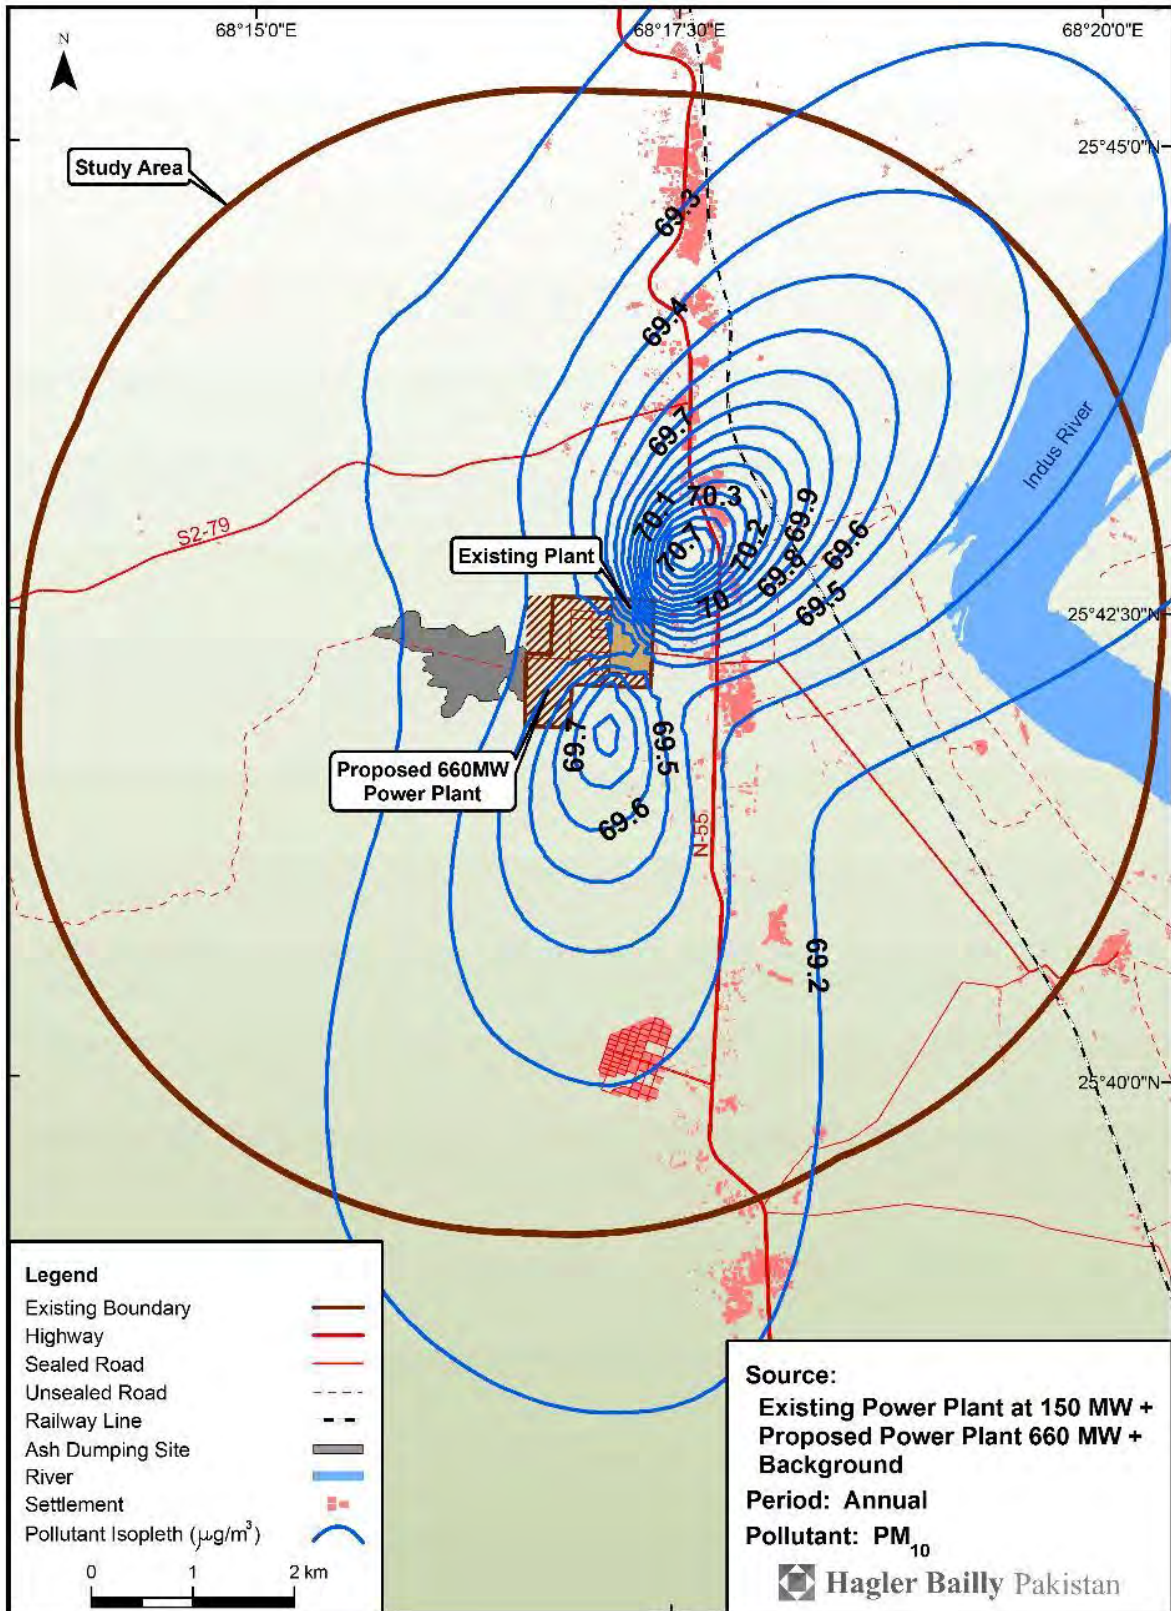 68°15'0"E
68°17'30"E
68°20'0"E
N
25°45'0"N
Study Area
69.3
69.4
Indus River
69.7
S2-79
70.3
70.1
69.9
70.2
69.6
70.7
Existing Plant
69.8
69.5
70
25°42'30"N
69.7
69.5
Proposed 660MW
Power Plant
69.6
N-55
69.2
25°40'0"N
Legend
Existing Boundary
Highway
Sealed Road
Unsealed Road
Railway Line
Ash Dumping Site
River
Settlement
Pollutant Isopleth (µg/m³)
0 1 2 km
Source:
Existing Power Plant at 150 MW +
Proposed Power Plant 660 MW +
Background
Period: Annual
Pollutant: PM₁₀
Hagler Bailly Pakistan